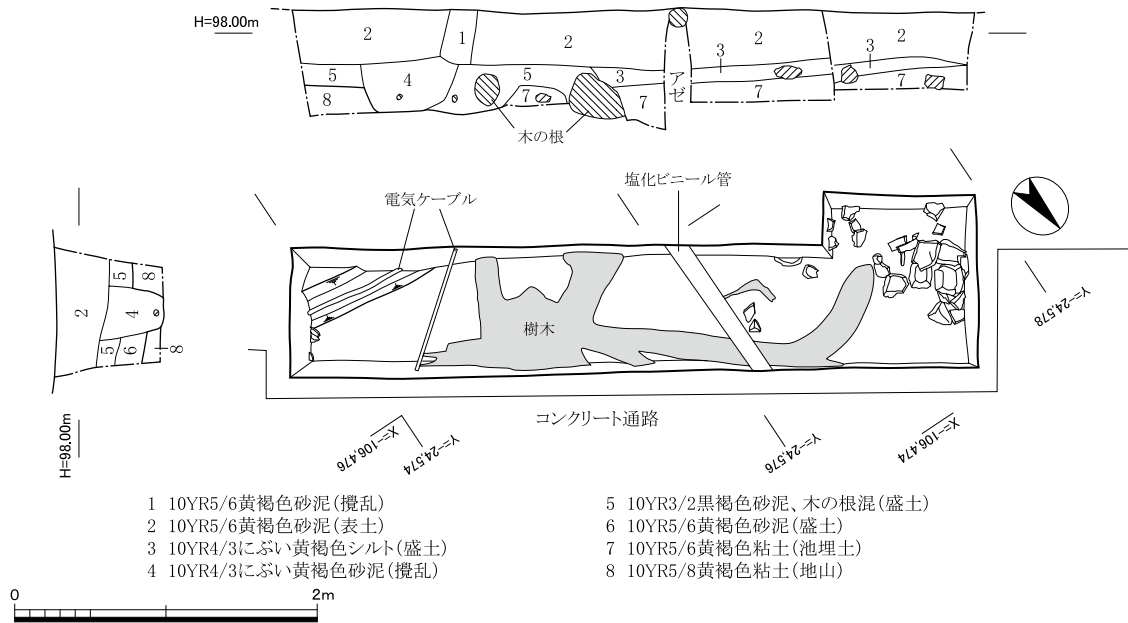 H=98.00m
2
1
2
2
2
3
3
5
4
5
3
8
7
7
7
7
アゼ
木の根
塩化ビニール管
電気ケーブル
5
8
2
4
5
6
8
樹木
Y=-24,578
コンクリート通路
H=98.00m
X=-106,476
Y=-24,574
Y=-24,576
X=-106,474
1 10YR5/6黄褐色砂泥(攪乱)
2 10YR5/6黄褐色砂泥(表土)
3 10YR4/3にぶい黄褐色シルト(盛土)
4 10YR4/3にぶい黄褐色砂泥(攪乱)
5 10YR3/2黒褐色砂泥、木の根混(盛土)
6 10YR5/6黄褐色砂泥(盛土)
7 10YR5/6黄褐色粘土(池埋土)
8 10YR5/8黄褐色粘土(地山)
0
2m